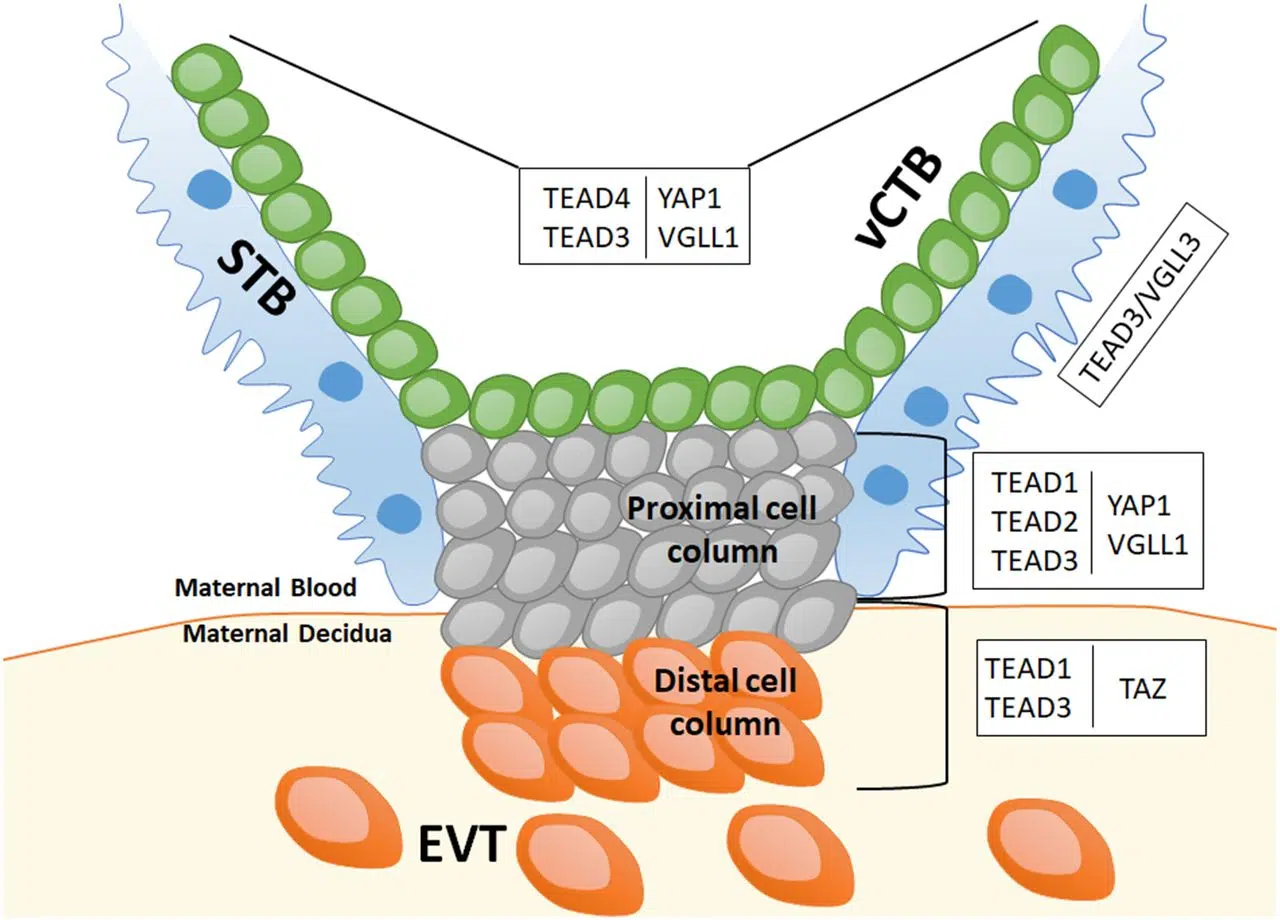 TEAD4 YAP1
TEAD3 VGLL1
vCTB
STB
TEAD3/VGLL3
TEAD1
TEAD2
TEAD3
YAP1
VGLL1
Proximal cell
column
Maternal Blood
Maternal Decidua
TEAD1
TEAD3
TAZ
Distal cell
column
EVT